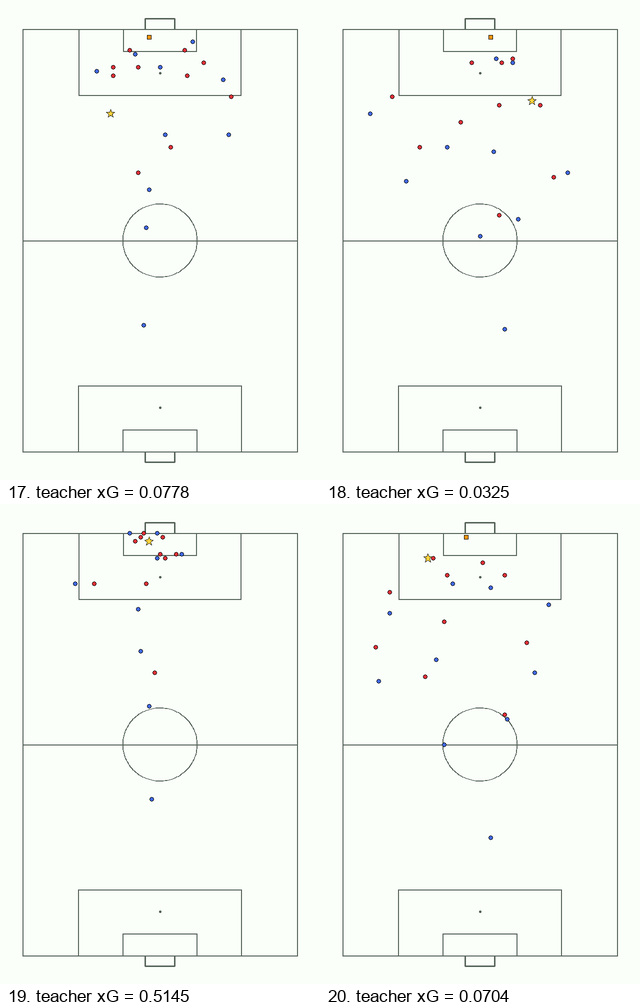 17. teacher xG = 0.0778
18. teacher xG = 0.0325
19. teacher xG = 0.5145
20. teacher xG = 0.0704